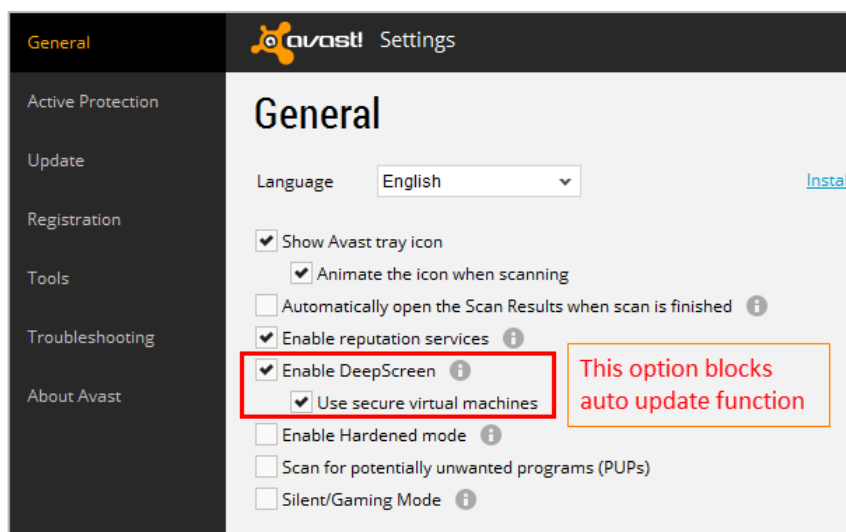 General
avast! Settings
Active Protection
Update
Registration
Tools
Troubleshooting
About Avast
General
Language English
Instal
Show Avast tray icon
Animate the icon when scanning
Automatically open the Scan Results when scan is finished
Enable reputation services
Enable DeepScreen
Use secure virtual machines
This option blocks
auto update function
Enable Hardened mode
Scan for potentially unwanted programs (PUPs)
Silent/Gaming Mode